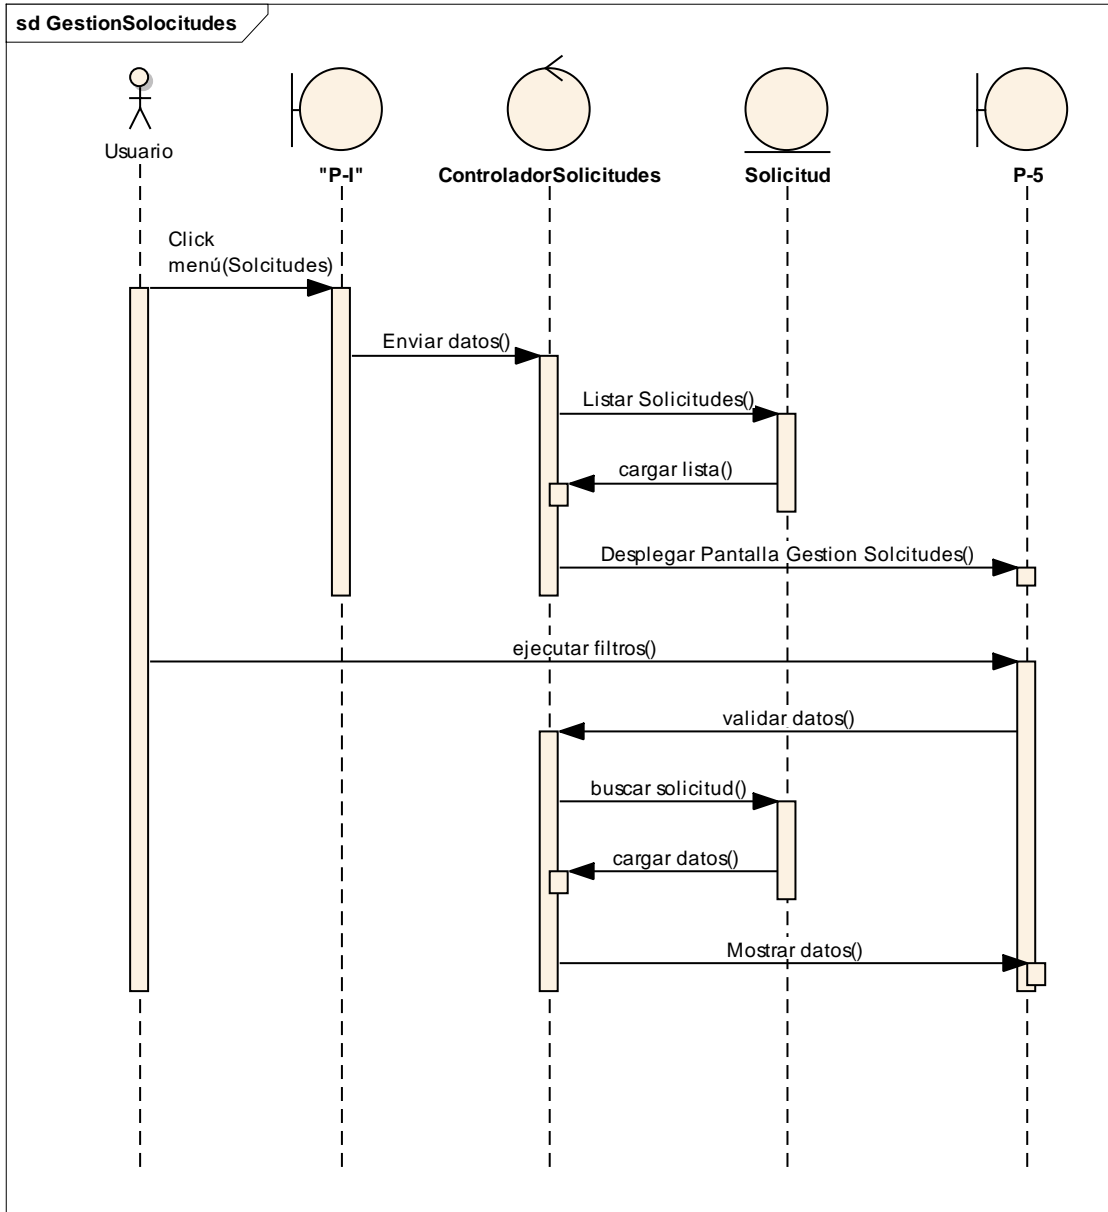 sd GestionSolocitudes
Usuario
"P-I"
ControladorSolicitudes
Solicitud
P-5
Click
menú(Solcitudes)
Enviar datos()
Listar Solicitudes()
cargar lista()
Desplegar Pantalla Gestion Solcitudes()
ejecutar filtros()
validar datos()
buscar solicitud()
cargar datos()
Mostrar datos()